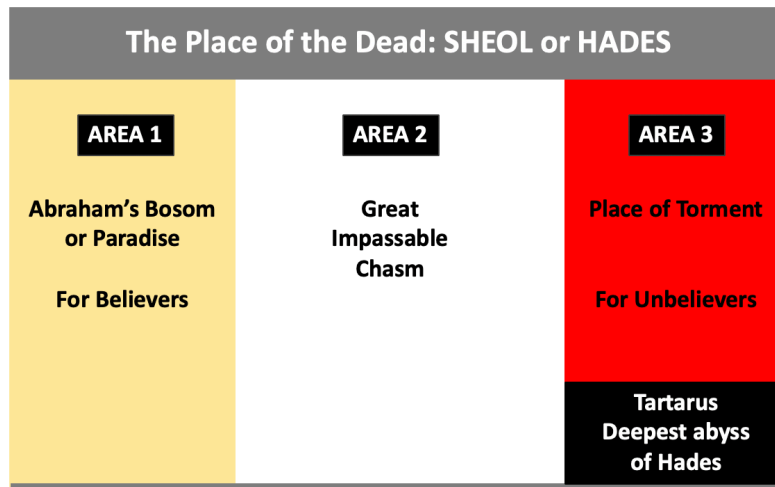 The Place of the Dead: SHEOL or HADES
AREA 1
Abraham’s Bosom
or Paradise
For Believers
AREA 2
Great
Impassable
Chasm
AREA 3
Place of Torment
For Unbelievers
Tartarus
Deepest abyss
of Hades